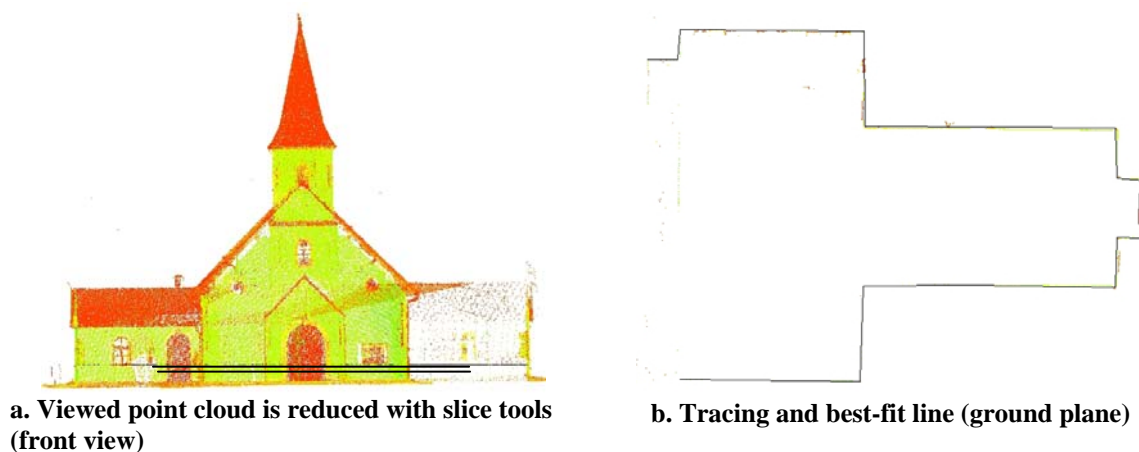 a. Viewed point cloud is reduced with slice tools
(front view)
b. Tracing and best-fit line (ground plane)